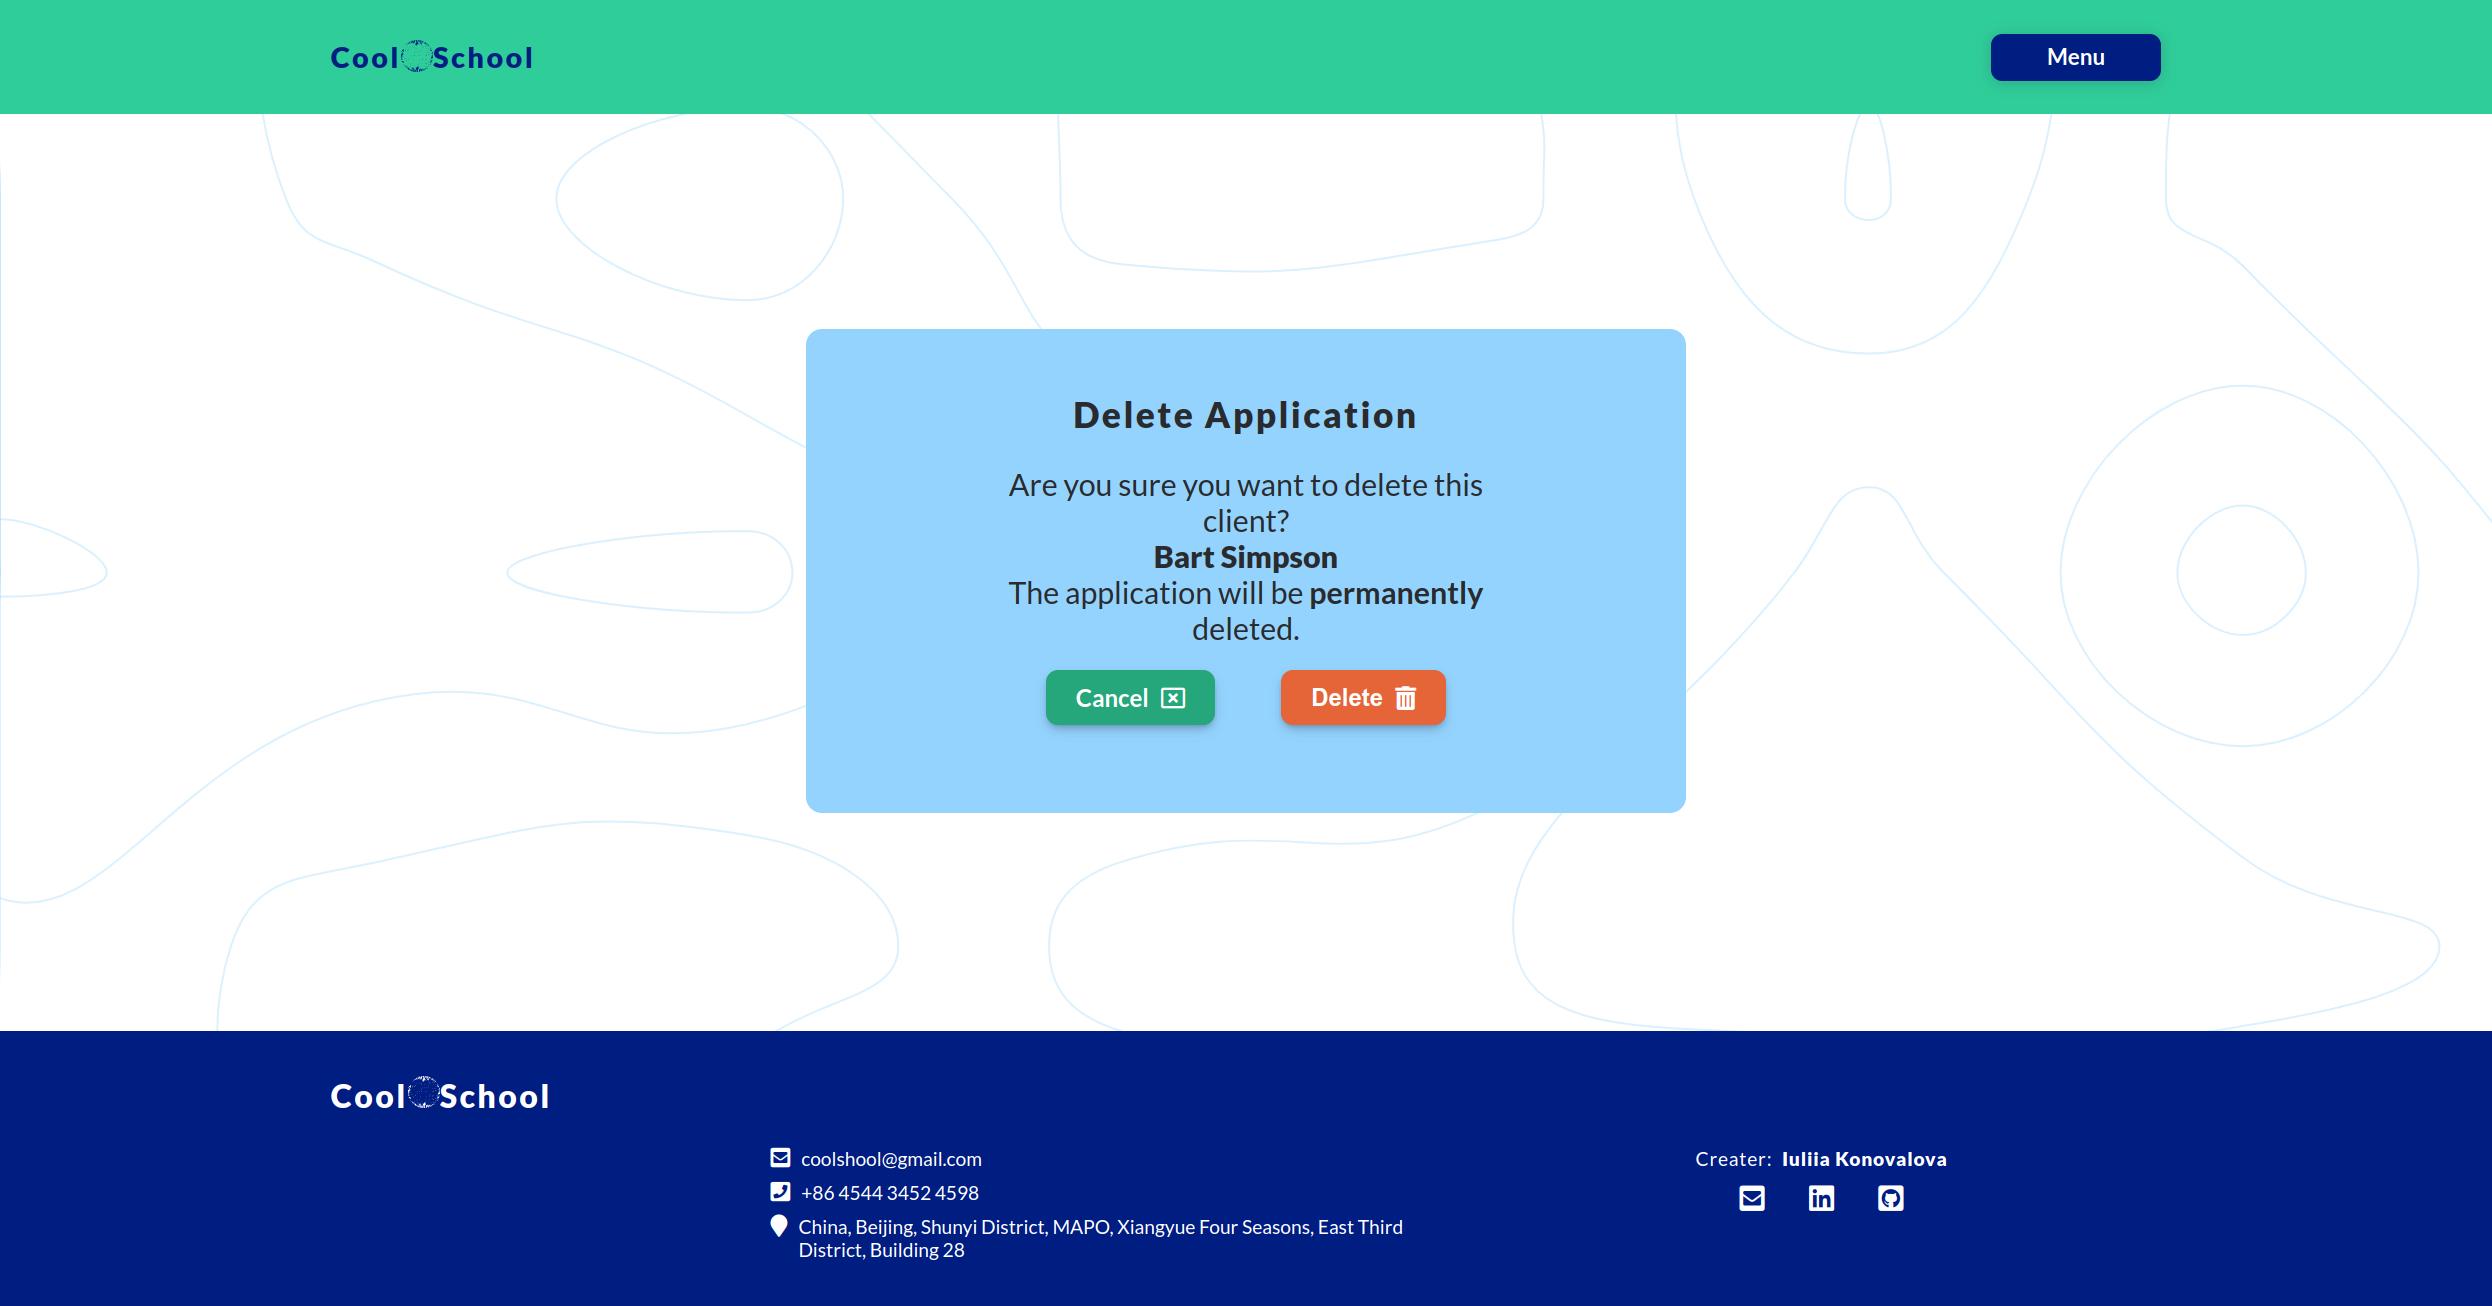 Cool School
Menu
Delete Application
Are you sure you want to delete this
client?
Bart Simpson
The application will be permanently
deleted.
Cancel
Delete
Cool School
coolshool@gmail.com
+86 4544 3452 4598
China, Beijing, Shunyi District, MAPO, Xiangyue Four Seasons, East Third
District, Building 28
Creater: Iuliia Konovalova